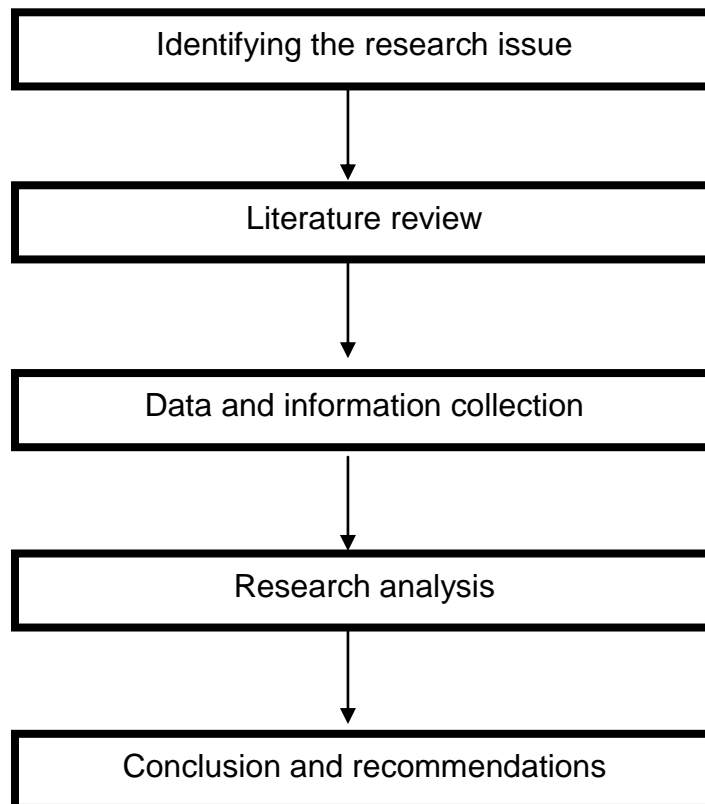 Identifying the research issue
Literature review
Data and information collection
Research analysis
Conclusion and recommendations